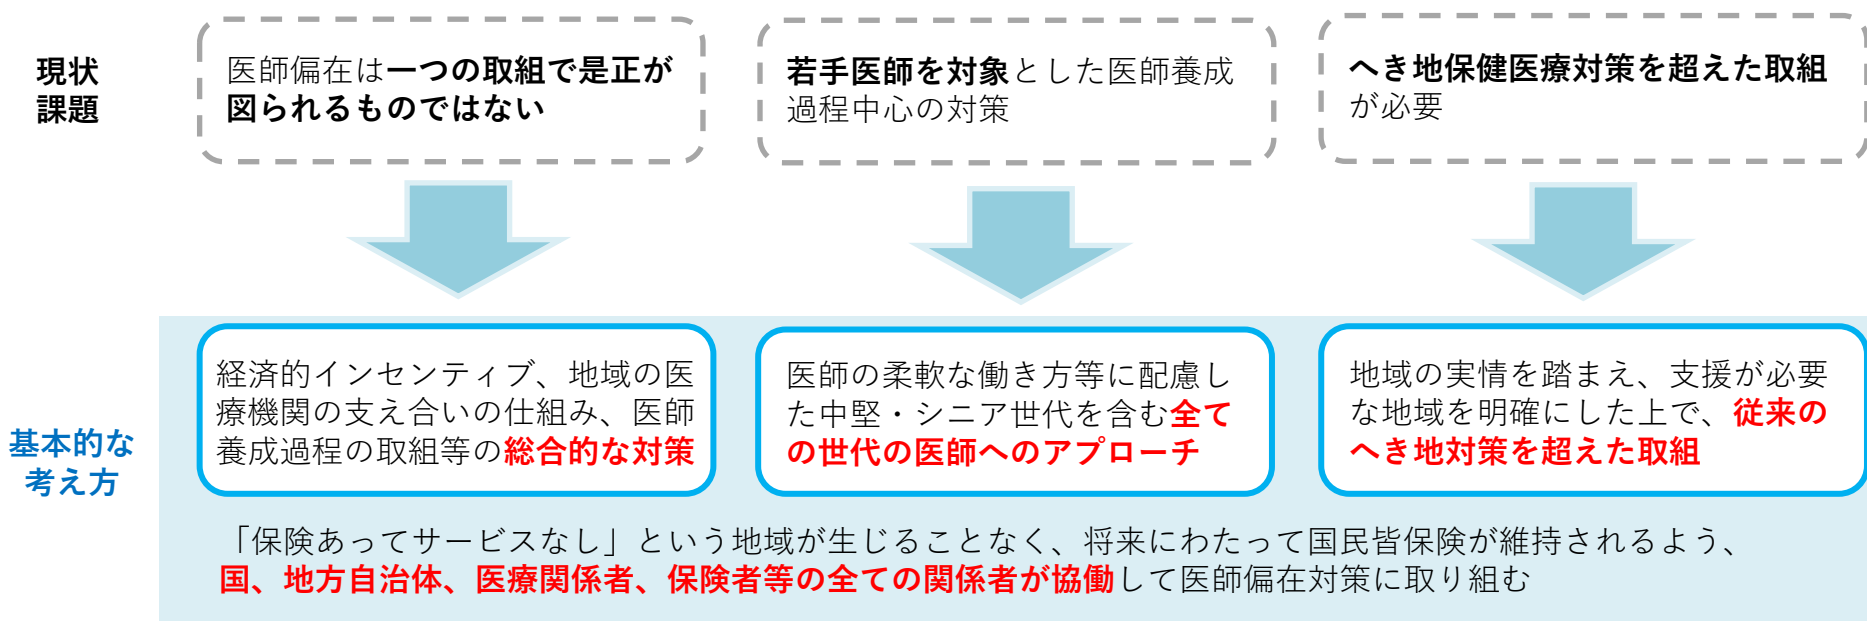 現状
課題
医師偏在は一つの取組で是正が
図られるものではない
若手医師を対象とした医師養成
過程中心の対策
へき地保健医療対策を超えた取組
が必要
基本的な
考え方
経済的インセンティブ、地域の医
療機関の支え合いの仕組み、医師
養成過程の取組等の総合的な対策
医師の柔軟な働き方等に配慮し
た中堅・シニア世代を含む全て
の世代の医師へのアプローチ
地域の実情を踏まえ、支援が必要
な地域を明確にした上で、従来の
へき地対策を超えた取組
「保険あってサービスなし」という地域が生じることなく、将来にわたって国民皆保険が維持されるよう、
国、地方自治体、医療関係者、保険者等の全ての関係者が協働して医師偏在対策に取り組む